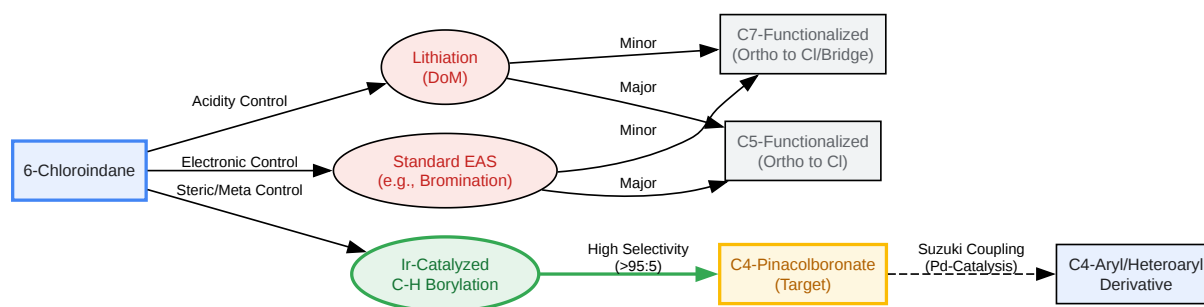 6-Chloroindane
Acidity Control
Electronic Control
Steric/Meta Control
Lithiation
(DoM)
Standard EAS
(e.g., Bromination)
Ir-Catalyzed
C-H Borylation
Minor
Major
Minor
Major
High Selectivity
(>95:5)
C7-Functionalized
(Ortho to Cl/Bridge)
C5-Functionalized
(Ortho to Cl)
C4-Pinacolboronate
(Target)
Suzuki Coupling
(Pd-Catalysis)
C4-Aryl/Heteroaryl
Derivative